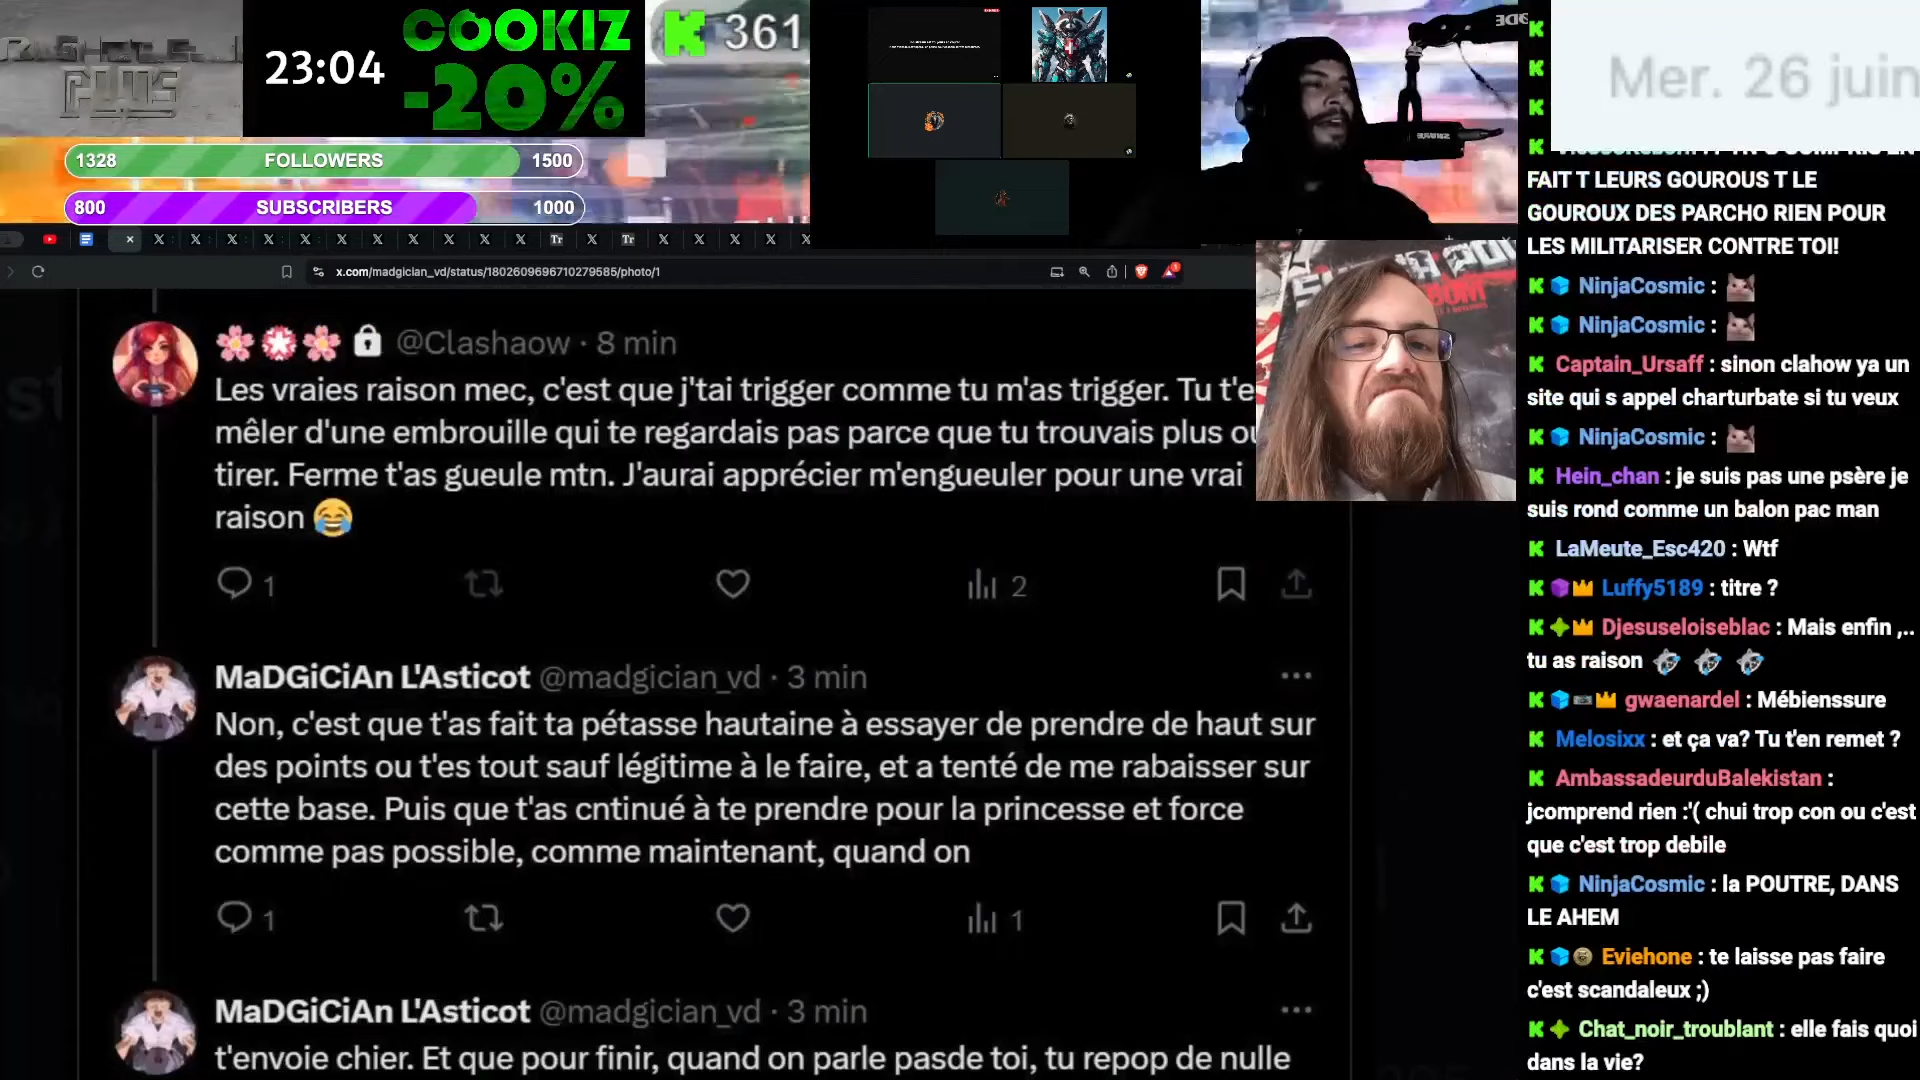 PLUS
23:04
COOKIZ
-20%
361
1328 FOLLOWERS 1500
800 SUBSCRIBERS 1000
x.com/madgician_vd/status/1802609696710279585/photo/1
@Clashaow · 8 min
Les vraies raison mec, c'est que j'tai trigger comme tu m'as trigger. Tu t'e
mêler d'une embrouille qui te regardais pas parce que tu trouvais plus ou
tirer. Ferme t'as gueule mtn. J'aurai apprécier m'engueuler pour une vrai
raison 😂
1 2
MaDGiCiAn L'Asticot @madgician_vd · 3 min
Non, c'est que t'as fait ta pétasse hautaine à essayer de prendre de haut sur
des points ou t'es tout sauf légitime à le faire, et a tenté de me rabaisser sur
cette base. Puis que t'as cntinué à te prendre pour la princesse et force
comme pas possible, comme maintenant, quand on
1 1
MaDGiCiAn L'Asticot @madgician_vd · 3 min
t'envoie chier. Et que pour finir, quand on parle pasde toi, tu repop de nulle
Mer. 26 juin
FAIT T LEURS GOUROUS T LE
GOUROUX DES PARCHO RIEN POUR
LES MILITARISER CONTRE TOI!
NinjaCosmic :
NinjaCosmic :
Captain_Ursaff : sinon clahow ya un
site qui s appel charturbate si tu veux
NinjaCosmic :
Hein_chan : je suis pas une psère je
suis rond comme un balon pac man
LaMeute_Esc420 : Wtf
Luffy5189 : titre ?
Djesuseloiseblac : Mais enfin ,..
tu as raison
gwaenardel : Mébienssure
Melosixx : et ça va? Tu t'en remet ?
AmbassadeurduBalekistan :
jcomprend rien :'( chui trop con ou c'est
que c'est trop debile
NinjaCosmic : la POUTRE, DANS
LE AHEM
Eviehone : te laisse pas faire
c'est scandaleux ;)
Chat_noir_troublant : elle fais quoi
dans la vie?